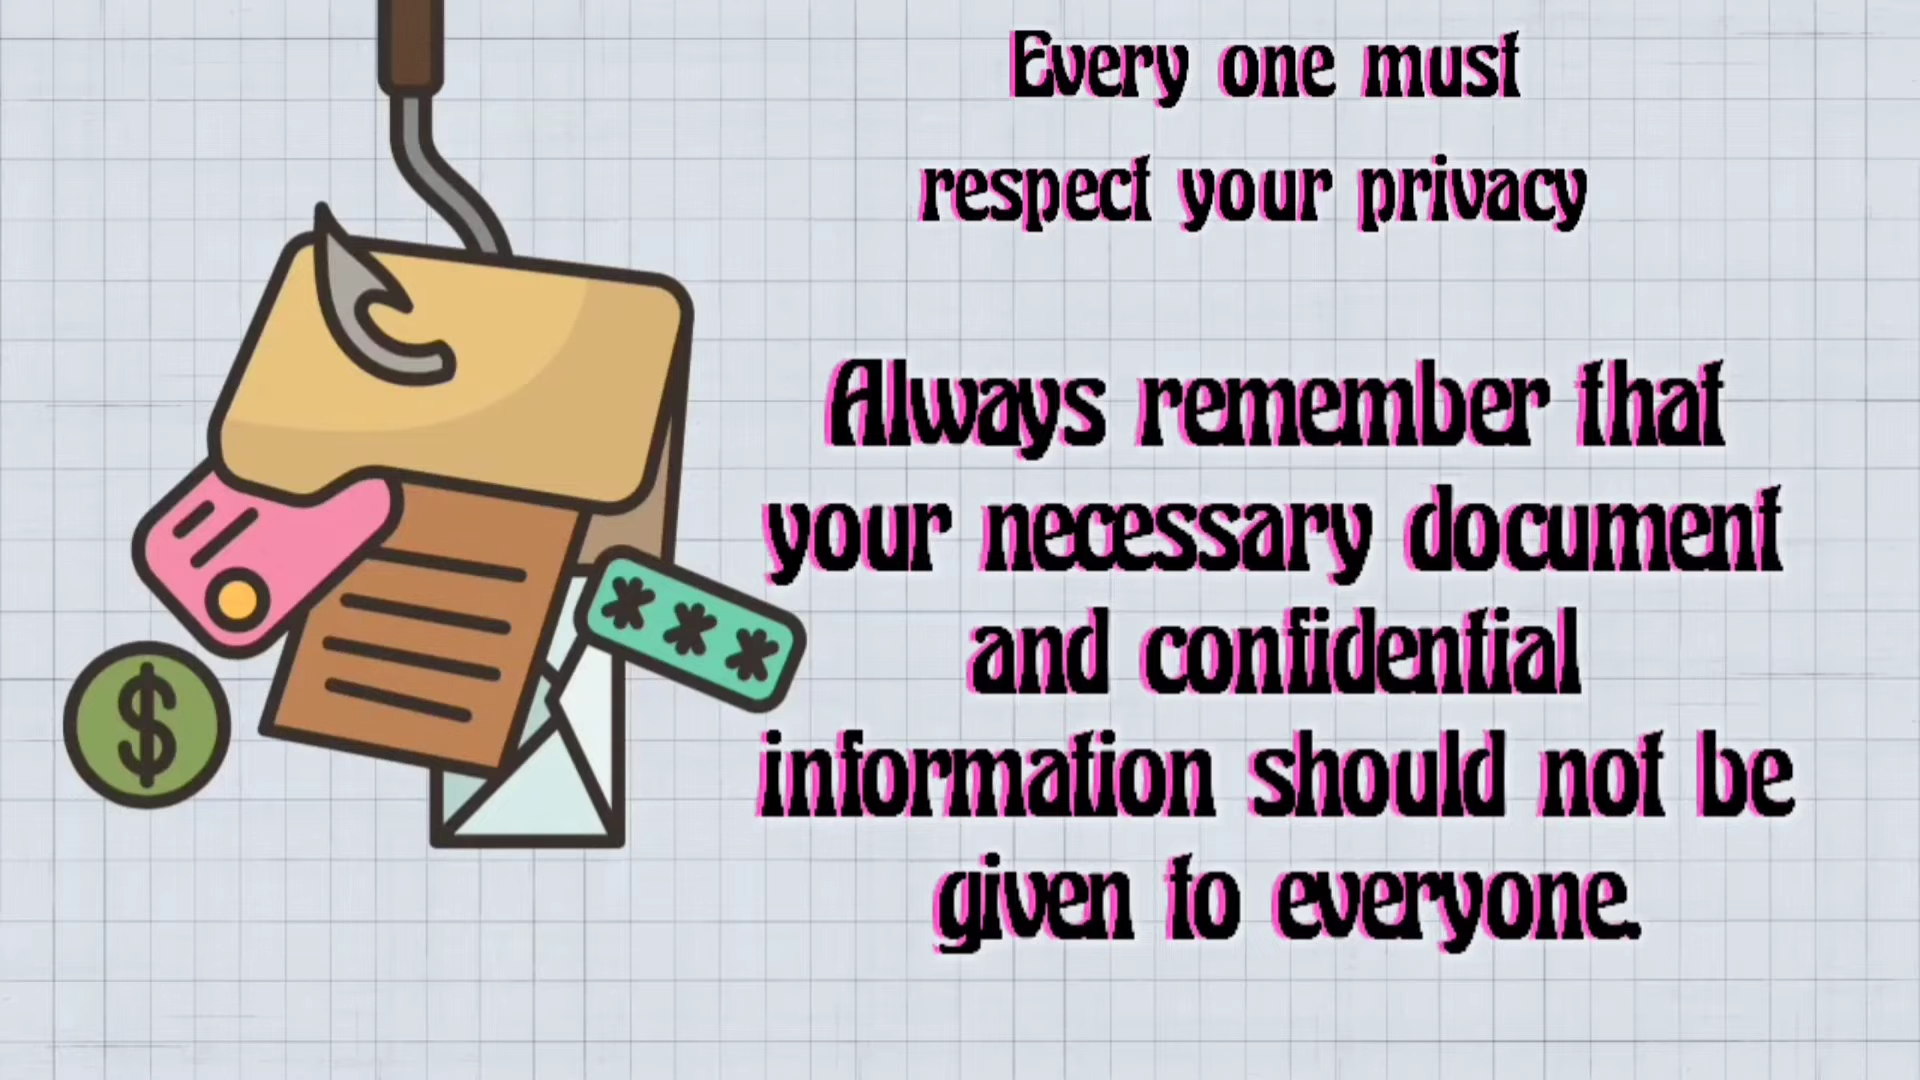 Every one must
respect your privacy
Always remember that
your necessary document
and confidential
information should not be
given to everyone.
$
***